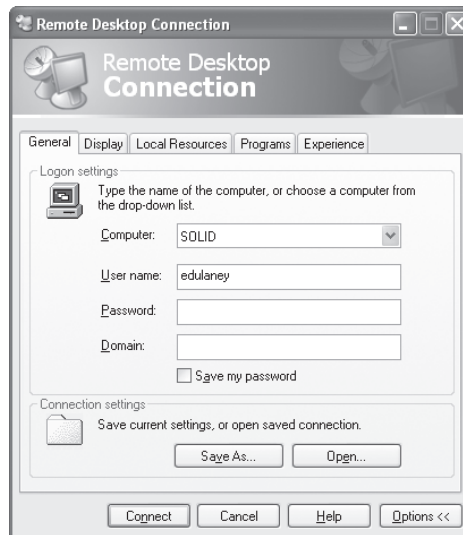 Remote Desktop Connection
Remote Desktop
Connection
General Display Local Resources Programs Experience
Logon settings
Type the name of the computer, or choose a computer from
the drop-down list.
Computer: SOLID
User name: edulaney
Password:
Domain:
Save my password
Connection settings
Save current settings, or open saved connection.
Save As... Open...
Connect Cancel Help Options <<